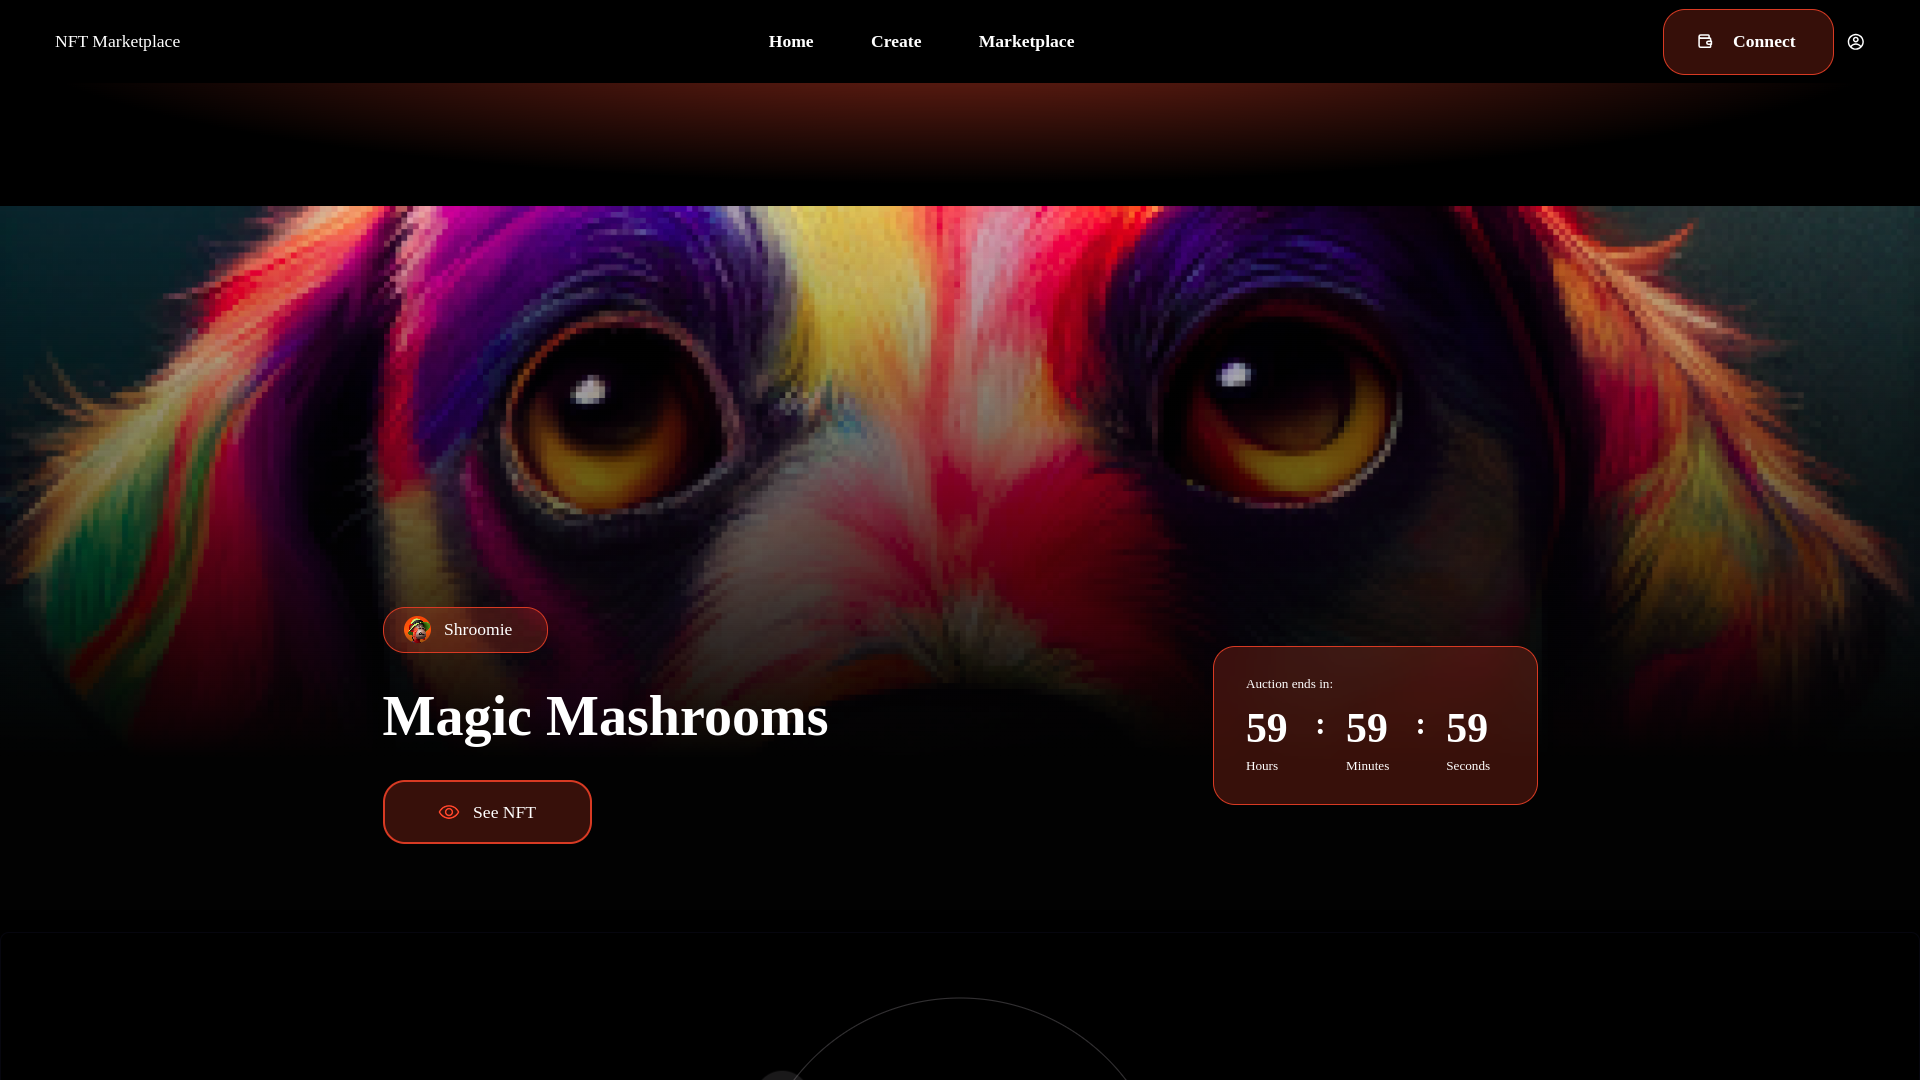 NFT Marketplace
Home
Create
Marketplace
Connect
Shroomie
Magic Mashrooms
See NFT
Auction ends in:
59 : 59 : 59
Hours Minutes Seconds